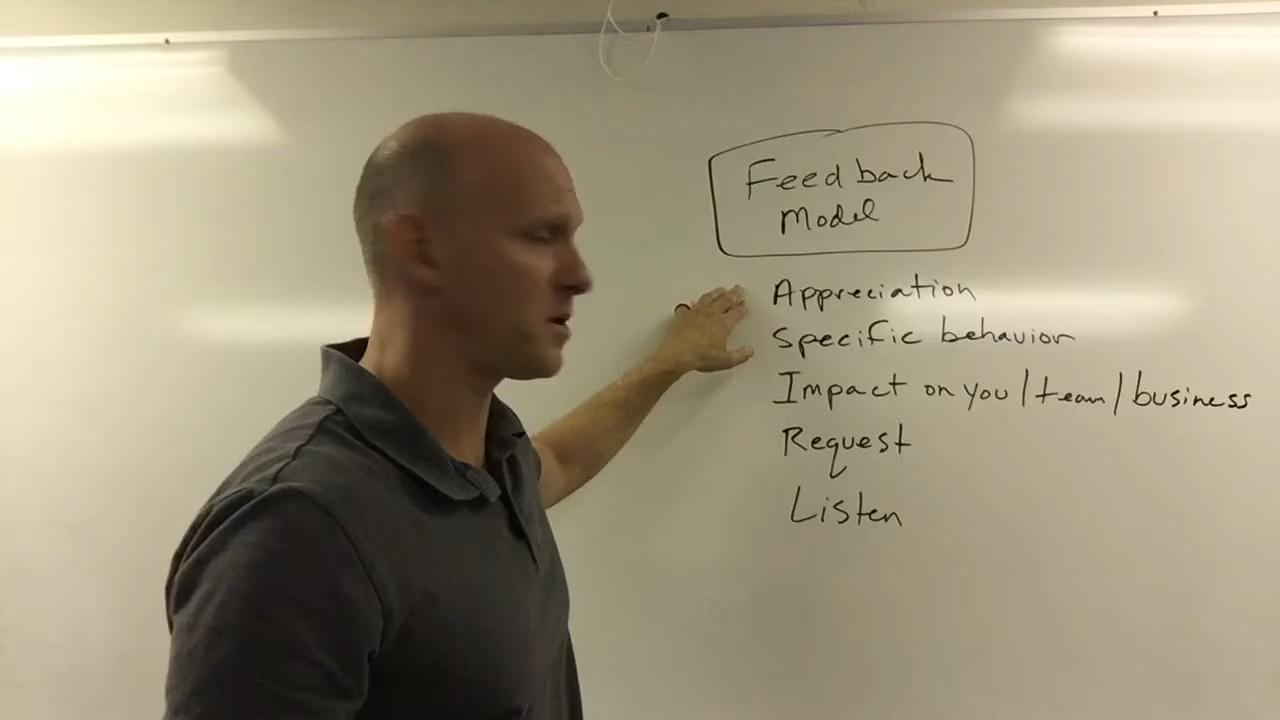 Feedback
Model
Appreciation
Specific behavior
Impact on you/team/business
Request
Listen